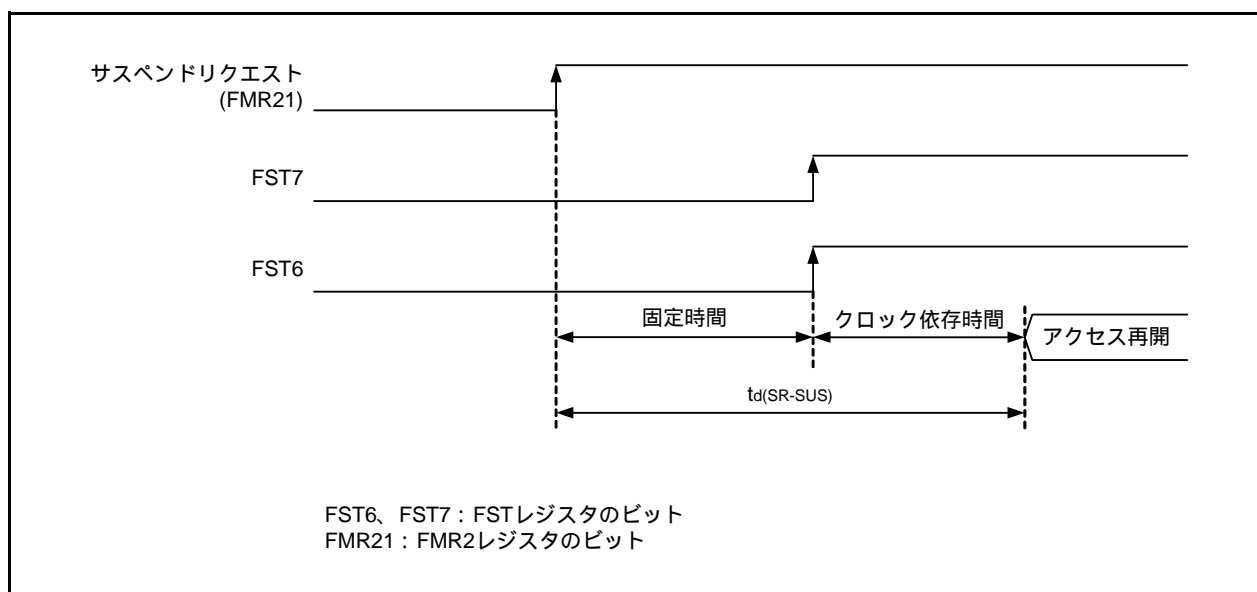 サスペンドリクエスト
(FMR21)
FST7
FST6
固定時間
クロック依存時間
アクセス再開
td(SR-SUS)
FST6、FST7：FSTレジスタのビット
FMR21：FMR2レジスタのビット